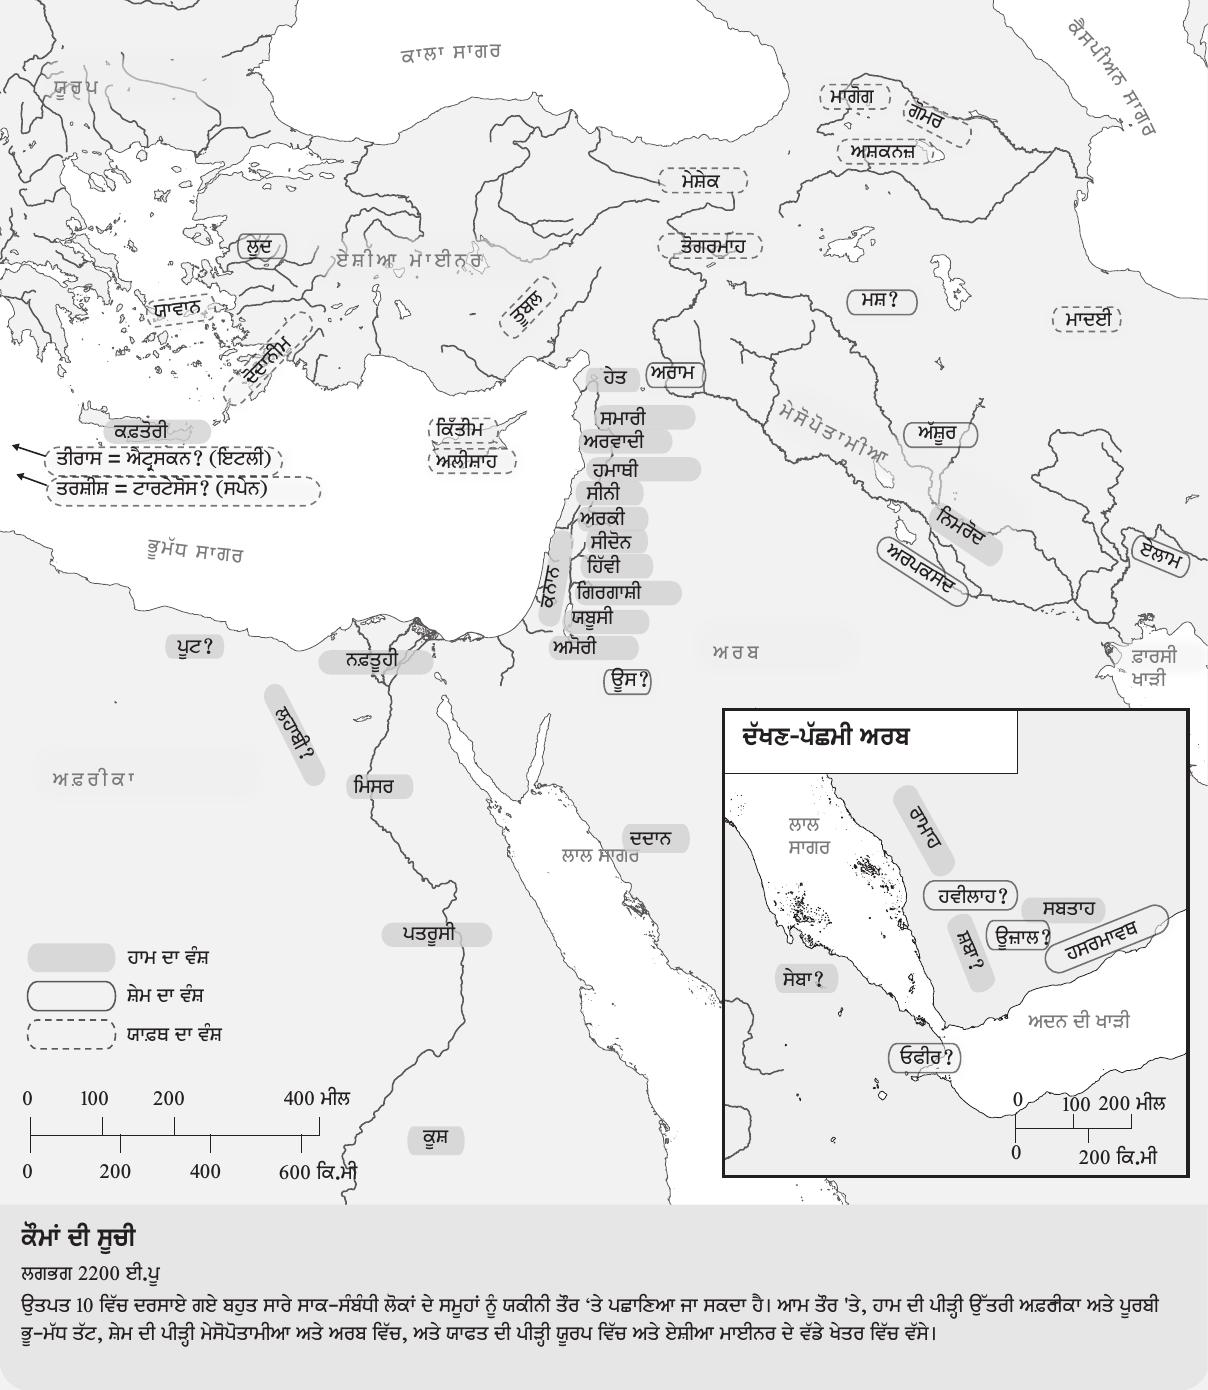 ਕਾਲਾ ਸਾਗਰ
ਕੈਸਪੀਅਨ ਸਾਗਰ
ਯੂਰਪ
ਮਾਗੋਗ
ਗੋਮਰ
ਅਸ਼ਕਨਜ਼
ਮੇਸ਼ੇਕ
ਲੂਦ
ਤੋਗਰਮਾਹ
ਏਸ਼ੀਆ ਮਾਈਨਰ
ਮਸ਼?
ਯਾਵਾਨ
ਤੂਬਲ
ਮਾਦਈ
ਦੋਦਾਨੀਮ
ਹੇਤ
ਅਰਾਮ
ਕਫ਼ਤੋਰੀ
ਕਿੱਤੀਮ
ਸਮਾਰੀ
ਮੇਸੋਪੋਤਾਮੀਆ
ਅੱਸ਼ੂਰ
ਅਰਵਾਦੀ
ਤੀਰਾਸ = ਐਟ੍ਰਸਕਨ? (ਇਟਲੀ)
ਅਲੀਸ਼ਾਹ
ਹਮਾਥੀ
ਤਰਸ਼ੀਸ਼ = ਟਾਰਟੇਸੋਸ? (ਸਪੇਨ)
ਸੀਨੀ
ਅਰਕੀ
ਨਿਮਰੋਦ
ਭੂਮੱਧ ਸਾਗਰ
ਸੀਦੋਨ
ਏਲਾਮ
ਹਿੱਵੀ
ਅਰਪਕਸਦ
ਕਨਾਨ
ਗਿਰਗਾਸ਼ੀ
ਯਬੂਸੀ
ਪੂਟ?
ਅਮੋਰੀ
ਅਰਬ
ਨਫ਼ਤੂਹੀ
ਫ਼ਾਰਸੀ
ਖਾੜੀ
ਊਸ?
ਲਹਾਬੀ?
ਦੱਖਣ-ਪੱਛਮੀ ਅਰਬ
ਅਫ਼ਰੀਕਾ
ਮਿਸਰ
ਦਦਾਨ
ਲਾਲ ਸਾਗਰ
ਲਾਲ
ਸਾਗਰ
ਰਾਮਾਹ
ਹਵੀਲਾਹ?
ਸਬਤਾਹ
ਪਤਰੂਸੀ
ਸ਼ਬਾ?
ਊਜ਼ਾਲ?
ਹਸਰਮਾਵਥ
ਸੇਬਾ?
ਅਦਨ ਦੀ ਖਾੜੀ
ਓਫੀਰ?
ਹਾਮ ਦਾ ਵੰਸ਼
ਸ਼ੇਮ ਦਾ ਵੰਸ਼
ਯਾਫ਼ਥ ਦਾ ਵੰਸ਼
0 100 200 400 ਮੀਲ
0 200 400 600 ਕਿ.ਮੀ
0 100 200 ਮੀਲ
0 200 ਕਿ.ਮੀ
ਕੂਸ਼
ਕੌਮਾਂ ਦੀ ਸੂਚੀ
ਲਗਭਗ 2200 ਈ.ਪੂ
ਉਤਪਤ 10 ਵਿੱਚ ਦਰਸਾਏ ਗਏ ਬਹੁਤ ਸਾਰੇ ਸਾਕ-ਸੰਬੰਧੀ ਲੋਕਾਂ ਦੇ ਸਮੂਹਾਂ ਨੂੰ ਯਕੀਨੀ ਤੌਰ 'ਤੇ ਪਛਾਣਿਆ ਜਾ ਸਕਦਾ ਹੈ। ਆਮ ਤੌਰ 'ਤੇ, ਹਾਮ ਦੀ ਪੀੜ੍ਹੀ ਉੱਤਰੀ ਅਫ਼ਰੀਕਾ ਅਤੇ ਪੂਰਬੀ
ਭੂ-ਮੱਧ ਤੱਟ, ਸ਼ੇਮ ਦੀ ਪੀੜ੍ਹੀ ਮੇਸੋਪੋਤਾਮੀਆ ਅਤੇ ਅਰਬ ਵਿੱਚ, ਅਤੇ ਯਾਫਤ ਦੀ ਪੀੜ੍ਹੀ ਯੂਰਪ ਵਿੱਚ ਅਤੇ ਏਸ਼ੀਆ ਮਾਈਨਰ ਦੇ ਵੱਡੇ ਖੇਤਰ ਵਿੱਚ ਵੱਸੇ।